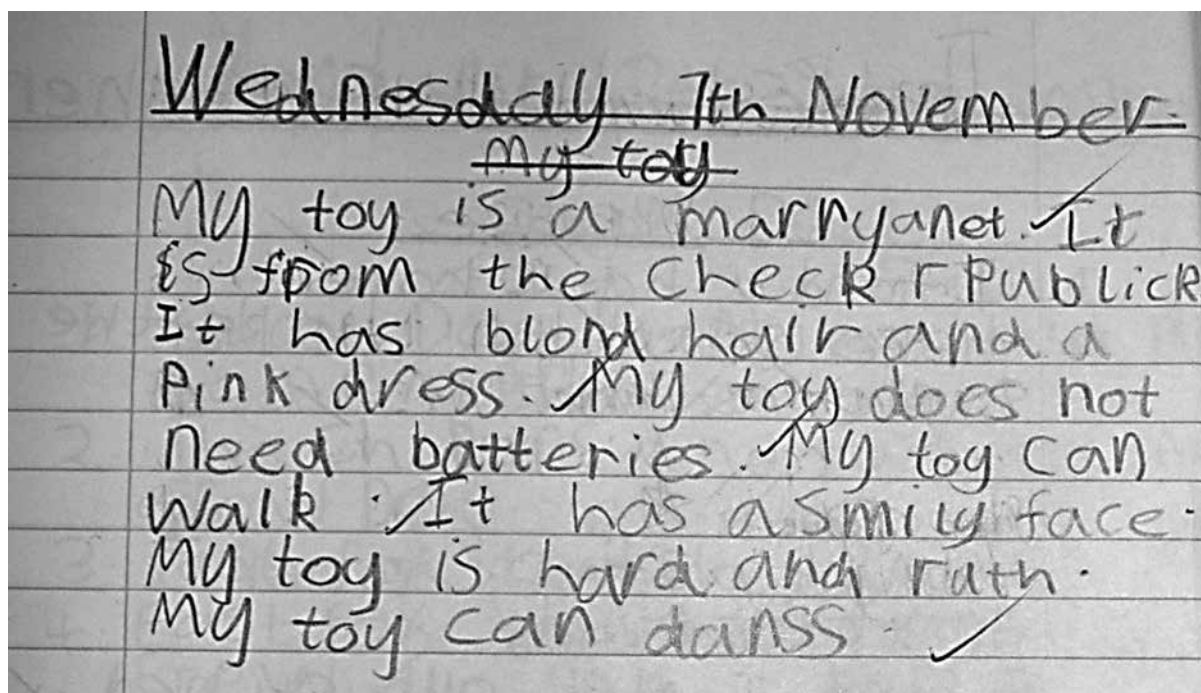 Wednesday 7th November.
My toy
My toy is a marryanet. It
is from the Check rPublick
It has blond hair and a
Pink dress. My toy does not
need batteries. My toy can
walk. It has a smily face.
My toy is hard and ruth.
My toy can danss.